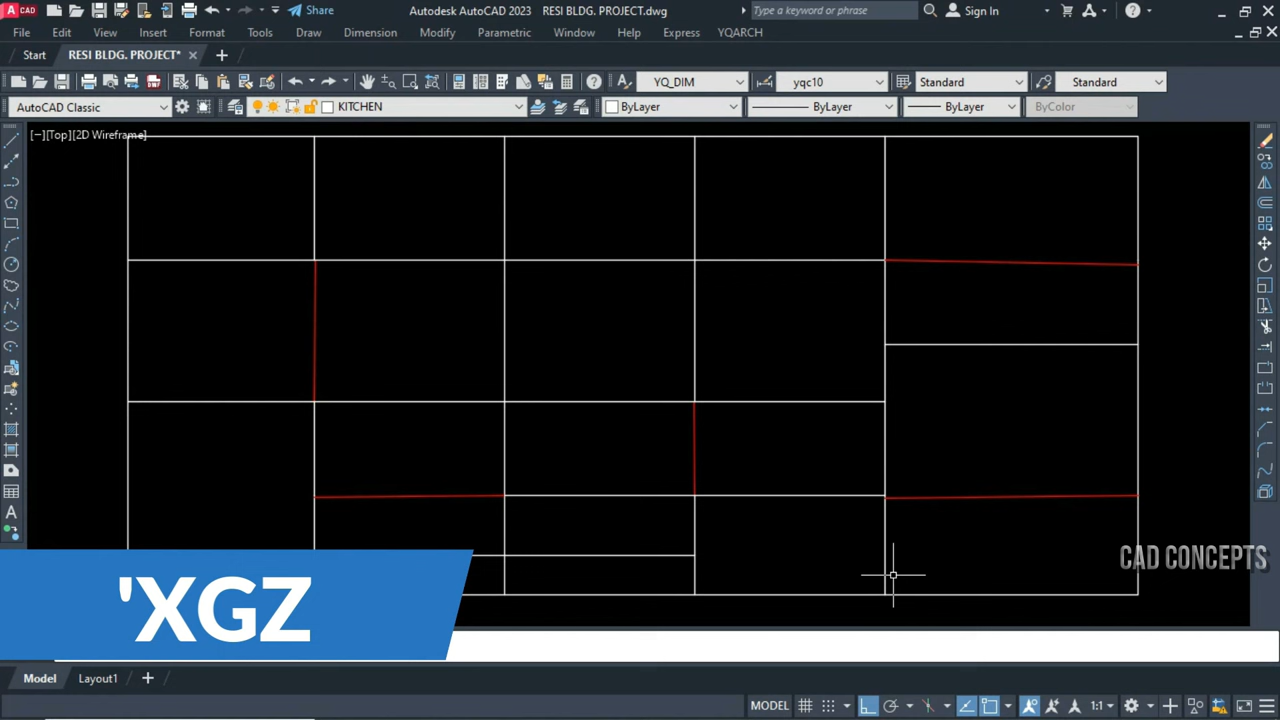 CAD
Share
Autodesk AutoCAD 2023 RESI BLDG. PROJECT.dwg
Type a keyword or phrase
Sign In
File Edit View Insert Format Tools Draw Dimension Modify Parametric Window Help Express YQARCH
Start
RESI BLDG. PROJECT*
YQ_DIM
yqc10
Standard
Standard
AutoCAD Classic
KITCHEN
ByLayer
ByLayer
ByLayer
ByColor
[−][Top][2D Wireframe]
CAD CONCEPTS
'XGZ
Model
Layout1
MODEL
1:1